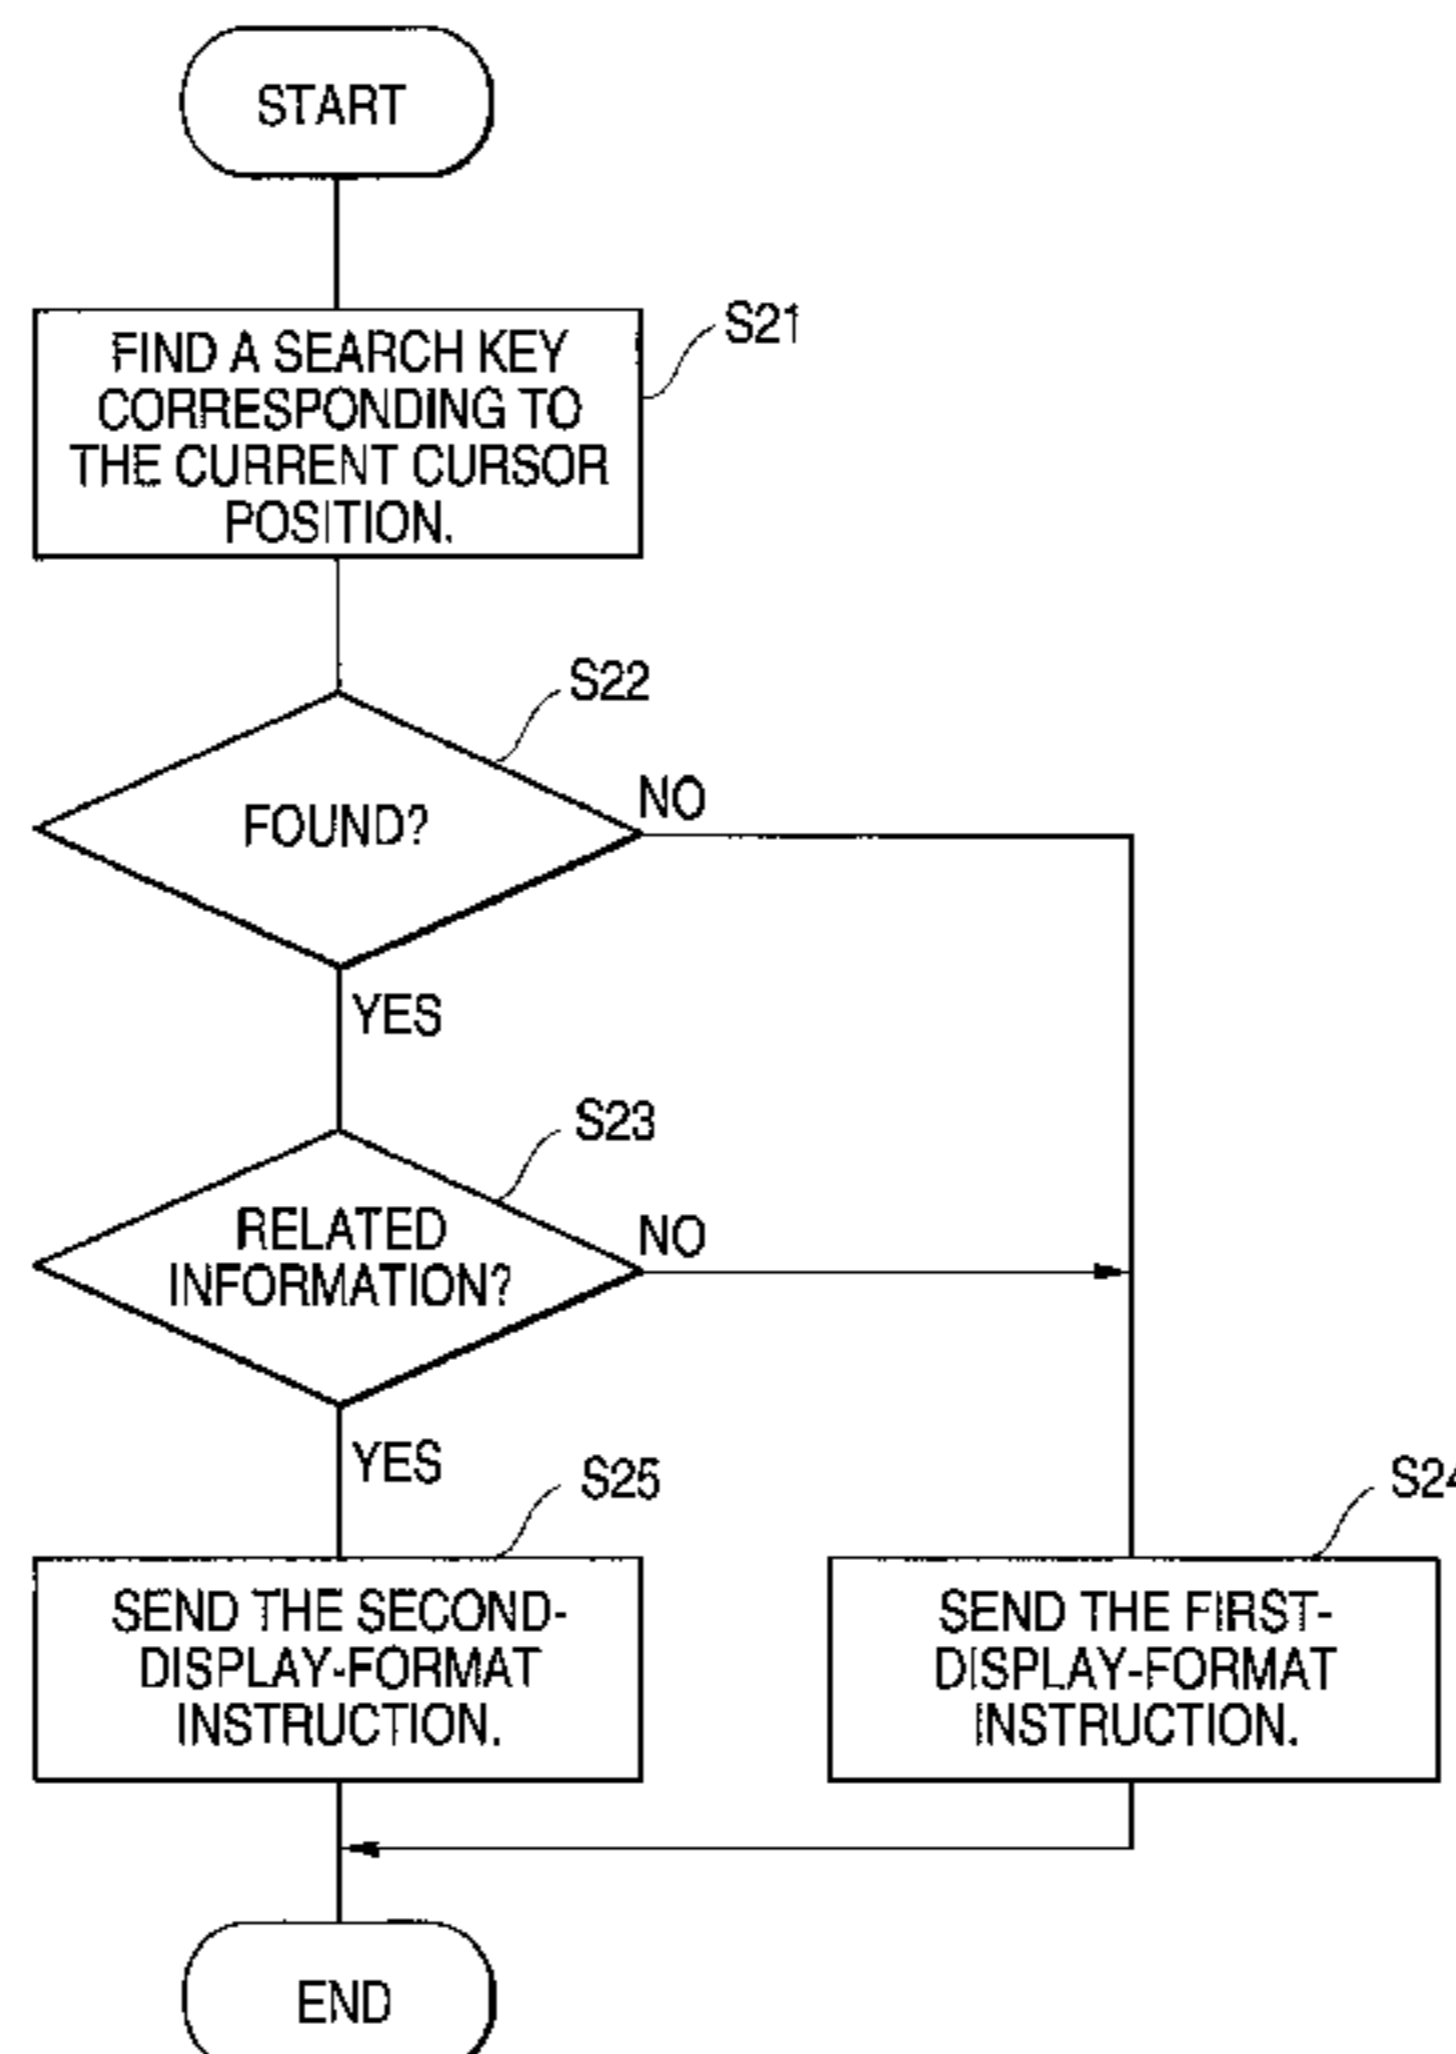 START
S21
FIND A SEARCH KEY
CORRESPONDING TO
THE CURRENT CURSOR
POSITION.
S22
FOUND?
NO
YES
S23
RELATED
INFORMATION?
NO
YES
S25
S24
SEND THE SECOND-
DISPLAY-FORMAT
INSTRUCTION.
SEND THE FIRST-
DISPLAY-FORMAT
INSTRUCTION.
END